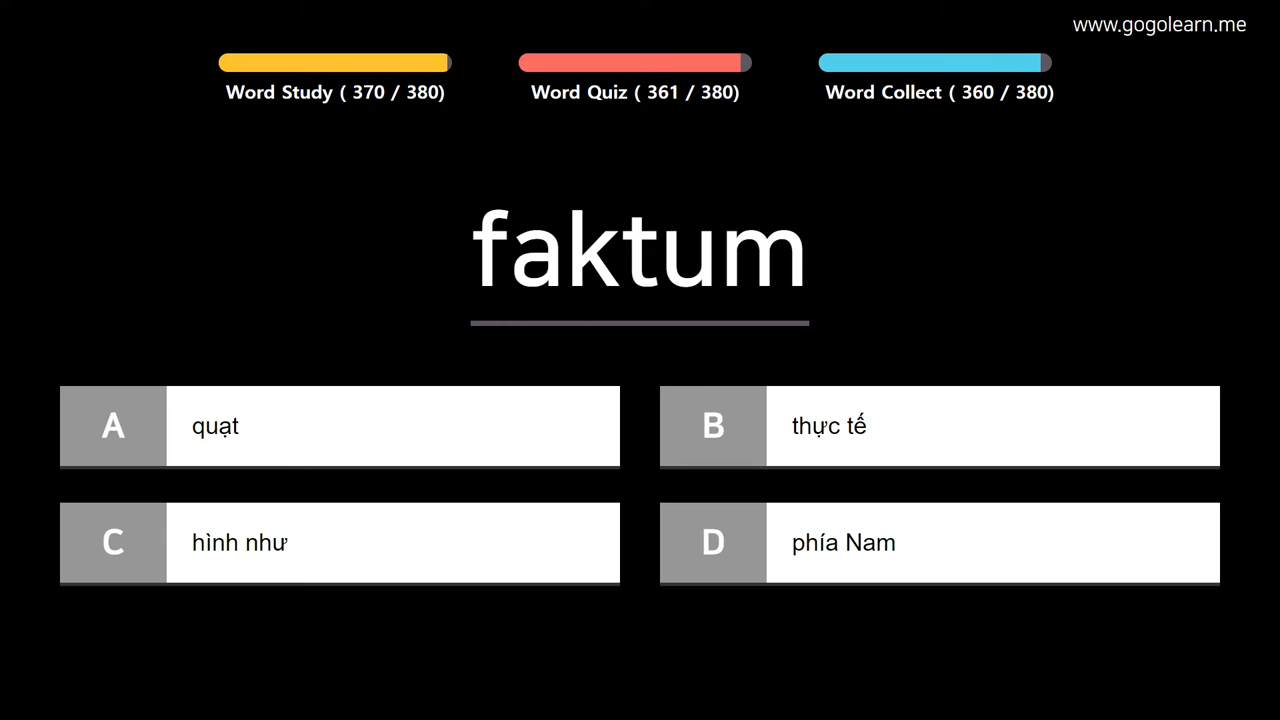 www.gogolearn.me
Word Study ( 370 / 380)
Word Quiz ( 361 / 380)
Word Collect ( 360 / 380)
faktum
A quạt
B thực tế
C hình như
D phía Nam